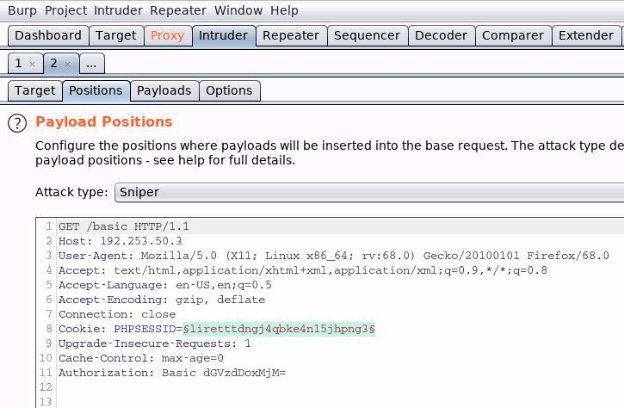 Burp Project Intruder Repeater Window Help
Dashboard Target Proxy Intruder Repeater Sequencer Decoder Comparer Extender
1 × 2 × ...
Target Positions Payloads Options
? Payload Positions
Configure the positions where payloads will be inserted into the base request. The attack type de
payload positions - see help for full details.
Attack type: Sniper
1 GET /basic HTTP/1.1
2 Host: 192.253.50.3
3 User-Agent: Mozilla/5.0 (X11; Linux x86_64; rv:68.0) Gecko/20100101 Firefox/68.0
4 Accept: text/html,application/xhtml+xml,application/xml;q=0.9,*/*;q=0.8
5 Accept-Language: en-US,en;q=0.5
6 Accept-Encoding: gzip, deflate
7 Connection: close
8 Cookie: PHPSESSID=§liretttdngj4qbke4n15jhpng3§
9 Upgrade-Insecure-Requests: 1
10 Cache-Control: max-age=0
11 Authorization: Basic dGVzdDoxMjM=
12
13